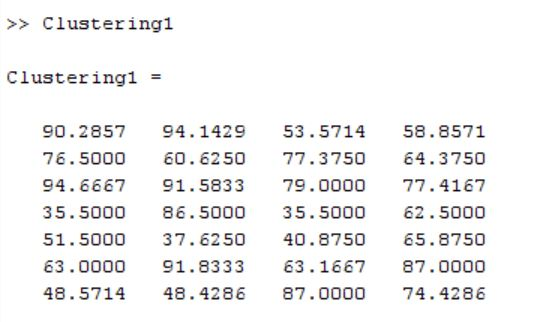 >> Clustering1
Clustering1 =
90.2857 94.1429 53.5714 58.8571
76.5000 60.6250 77.3750 64.3750
94.6667 91.5833 79.0000 77.4167
35.5000 86.5000 35.5000 62.5000
51.5000 37.6250 40.8750 65.8750
63.0000 91.8333 63.1667 87.0000
48.5714 48.4286 87.0000 74.4286